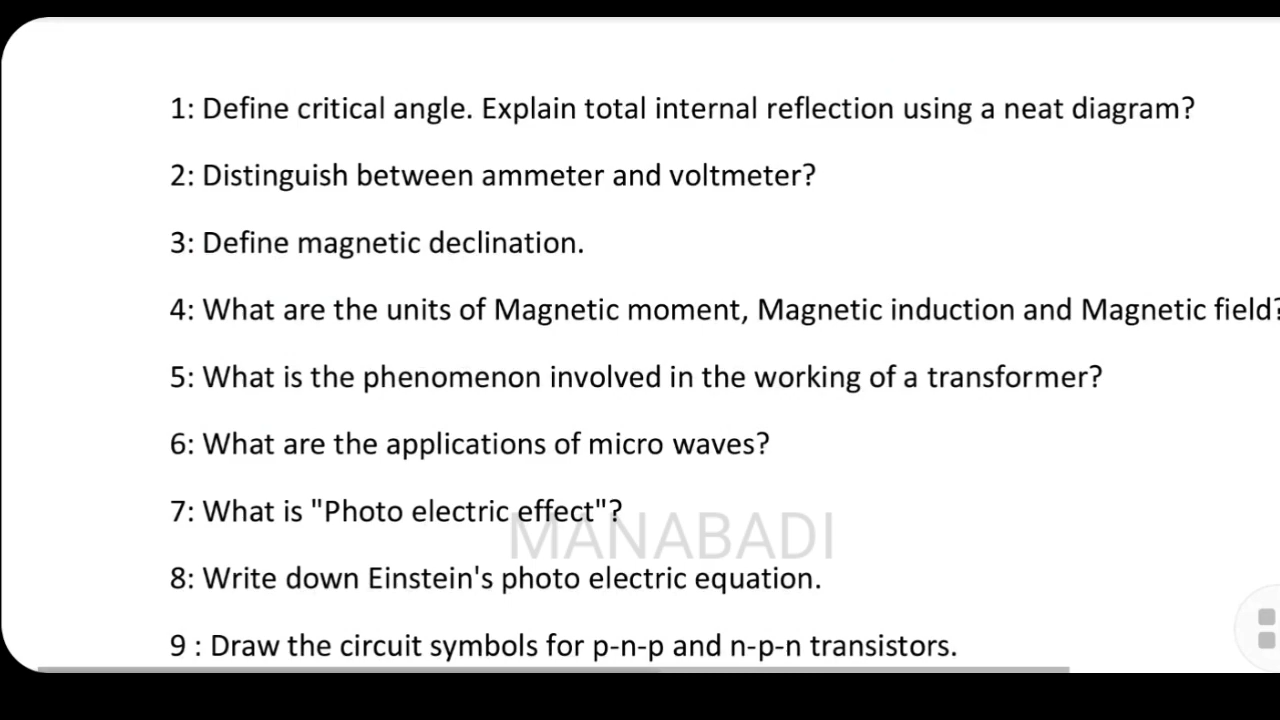 1: Define critical angle. Explain total internal reflection using a neat diagram?
2: Distinguish between ammeter and voltmeter?
3: Define magnetic declination.
4: What are the units of Magnetic moment, Magnetic induction and Magnetic field?
5: What is the phenomenon involved in the working of a transformer?
6: What are the applications of micro waves?
7: What is "Photo electric effect"?
MANABADI
8: Write down Einstein's photo electric equation.
9 : Draw the circuit symbols for p-n-p and n-p-n transistors.